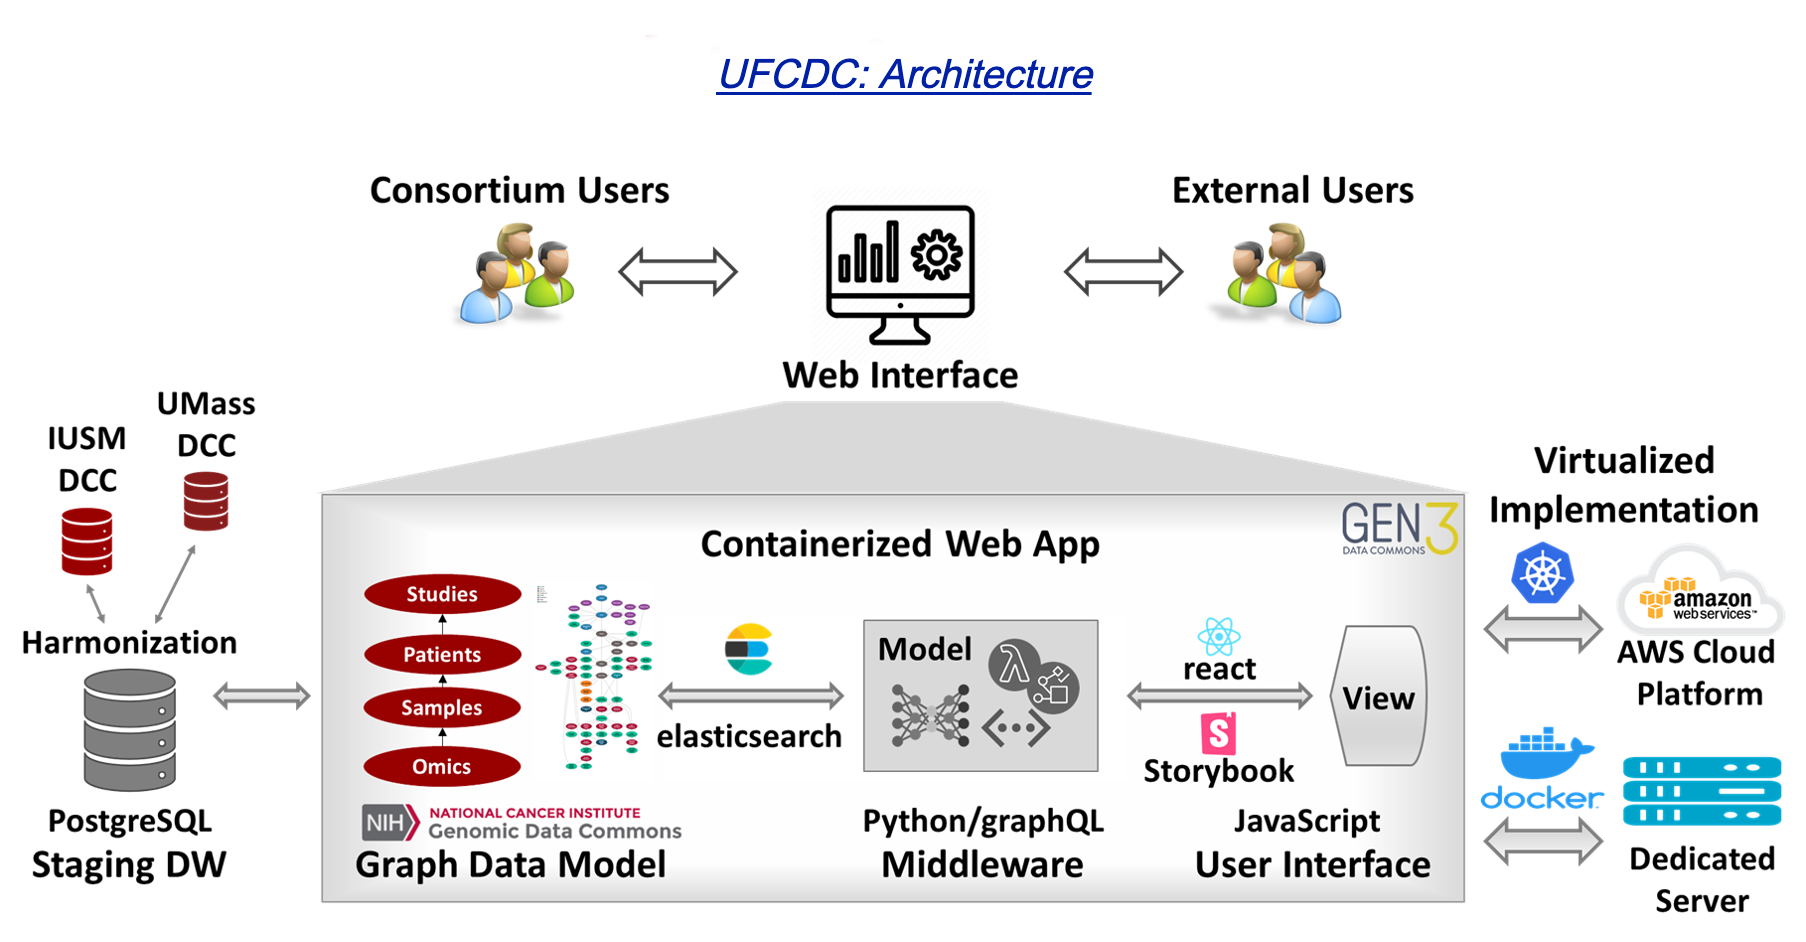 UFCDC: Architecture
Consortium Users
External Users
Web Interface
UMass
DCC
IUSM
DCC
Harmonization
PostgreSQL
Staging DW
Containerized Web App
GEN3
DATA COMMONS
Studies
Patients
Samples
Omics
NIH
NATIONAL CANCER INSTITUTE
Genomic Data Commons
Graph Data Model
elasticsearch
Model
λ
Python/graphQL
Middleware
react
S
Storybook
View
JavaScript
User Interface
Virtualized
Implementation
amazon
webservices™
AWS Cloud
Platform
docker
Dedicated
Server